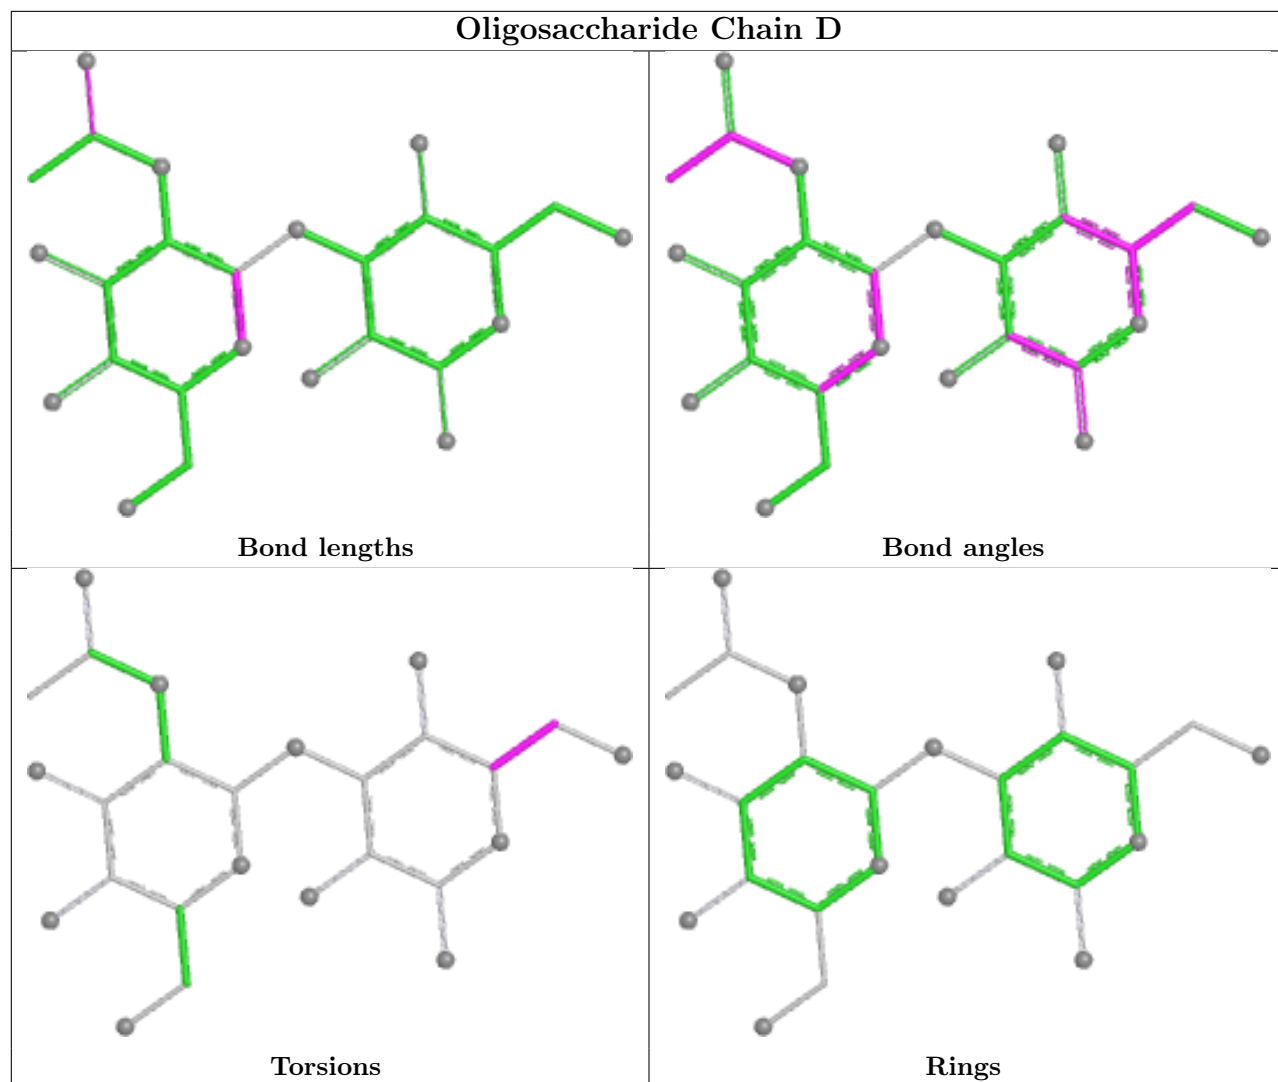 Oligosaccharide Chain D
Bond lengths
Bond angles
Torsions
Rings